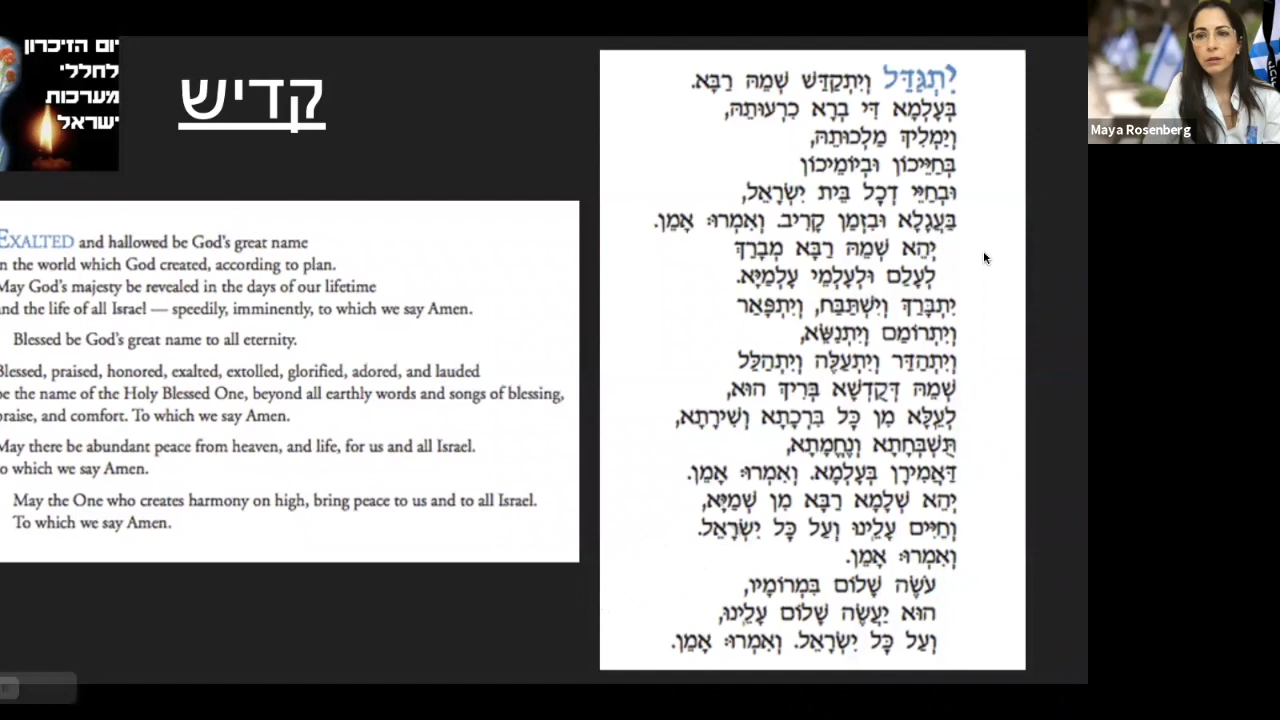 יום הזיכרון
לחללי
מערכות
ישראל
קדיש
EXALTED and hallowed be God's great name
n the world which God created, according to plan.
May God's majesty be revealed in the days of our lifetime
and the life of all Israel — speedily, imminently, to which we say Amen.
Blessed be God's great name to all eternity.
Blessed, praised, honored, exalted, extolled, glorified, adored, and lauded
be the name of the Holy Blessed One, beyond all earthly words and songs of blessing,
praise, and comfort. To which we say Amen.
May there be abundant peace from heaven, and life, for us and all Israel.
to which we say Amen.
May the One who creates harmony on high, bring peace to us and to all Israel.
To which we say Amen.
יִתְגַּדַּל וְיִתְקַדַּשׁ שְׁמֵהּ רַבָּא.
בְּעָלְמָא דִּי בְרָא כִרְעוּתֵהּ,
וְיַמְלִיךְ מַלְכוּתֵהּ,
בְּחַיֵּיכוֹן וּבְיוֹמֵיכוֹן
וּבְחַיֵּי דְכָל בֵּית יִשְׂרָאֵל,
בַּעֲגָלָא וּבִזְמַן קָרִיב. וְאִמְרוּ: אָמֵן.
יְהֵא שְׁמֵהּ רַבָּא מְבָרַךְ
לְעָלַם וּלְעָלְמֵי עָלְמַיָּא.
יִתְבָּרַךְ וְיִשְׁתַּבַּח, וְיִתְפָּאַר
וְיִתְרוֹמַם וְיִתְנַשֵּׂא,
וְיִתְהַדַּר וְיִתְעַלֶּה וְיִתְהַלַּל
שְׁמֵהּ דְּקֻדְשָׁא בְּרִיךְ הוּא,
לְעֵלָּא מִן כָּל בִּרְכָתָא וְשִׁירָתָא,
תֻּשְׁבְּחָתָא וְנֶחֱמָתָא,
דַּאֲמִירָן בְּעָלְמָא. וְאִמְרוּ: אָמֵן.
יְהֵא שְׁלָמָא רַבָּא מִן שְׁמַיָּא,
וְחַיִּים עָלֵינוּ וְעַל כָּל יִשְׂרָאֵל.
וְאִמְרוּ: אָמֵן.
עֹשֶׂה שָׁלוֹם בִּמְרוֹמָיו,
הוּא יַעֲשֶׂה שָׁלוֹם עָלֵינוּ,
וְעַל כָּל יִשְׂרָאֵל. וְאִמְרוּ: אָמֵן.
Maya Rosenberg